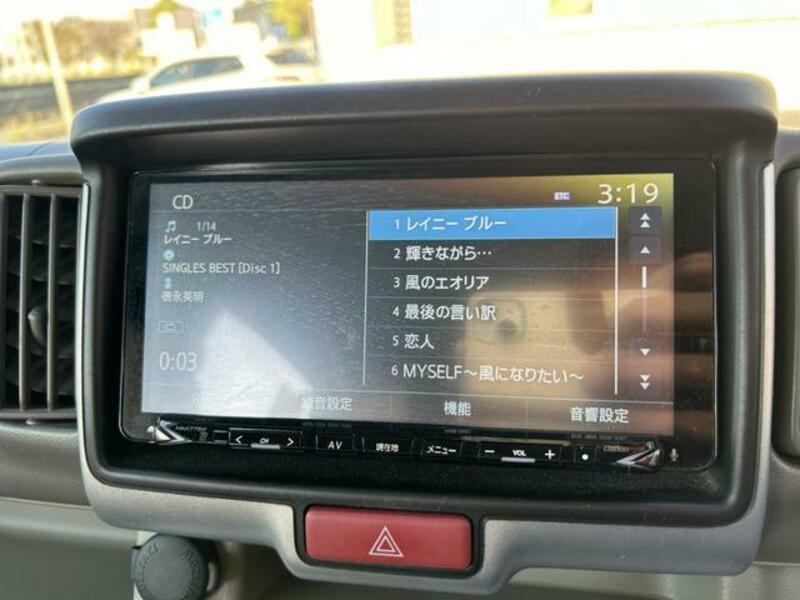 CD
ETC
3:19
1/14
レイニー ブルー
SINGLES BEST [Disc 1]
徳永英明
0:03
1 レイニー ブルー
2 輝きながら…
3 風のエオリア
4 最後の言い訳
5 恋人
6 MYSELF～風になりたい～
録音設定
機能
音響設定
< CH >
AV
現在地
メニュー
− VOL +
clarion